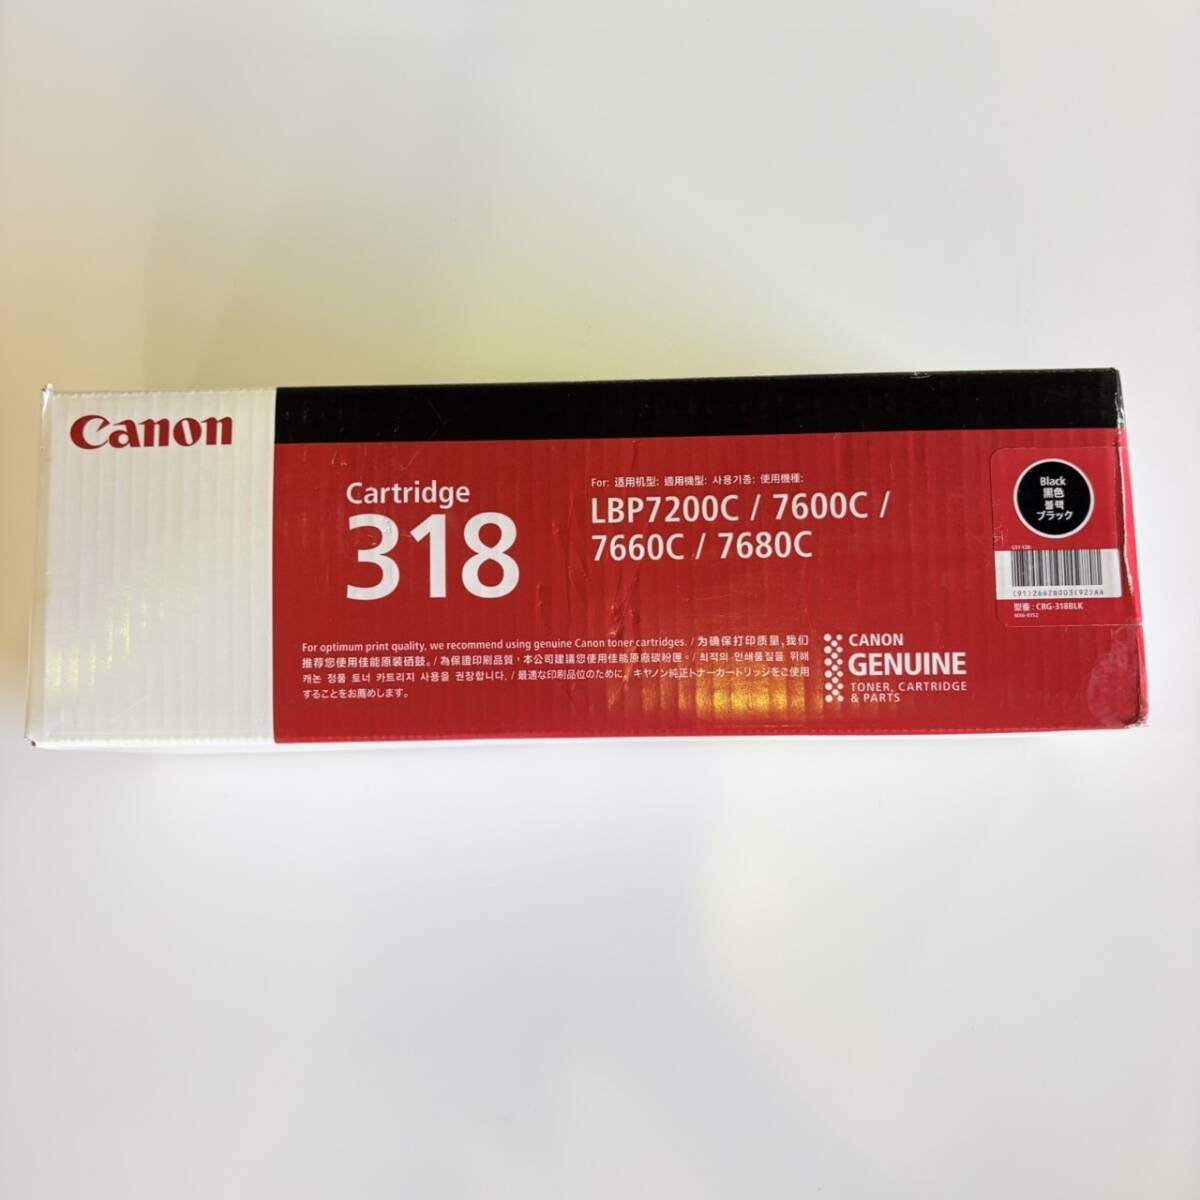 Canon
Cartridge
318
For: 适用机型: 適用機型: 사용기종: 使用機種:
LBP7200C / 7600C /
7660C / 7680C
Black
黒色
블랙
ブラック
(91)26628003(92)AA
型番 : CRG-318BLK
For optimum print quality, we recommend using genuine Canon toner cartridges. / 为确保打印质量,我们
推荐您使用佳能原装硒鼓。/ 為保證印刷品質,本公司建議您使用佳能原廠碳粉匣。/ 최적의 인쇄품질을 위해
캐논 정품 토너 카트리지 사용을 권장합니다. / 最適な印刷品位のために、キヤノン純正トナーカートリッジをご使用
することをお薦めします。
CANON
GENUINE
TONER, CARTRIDGE
& PARTS